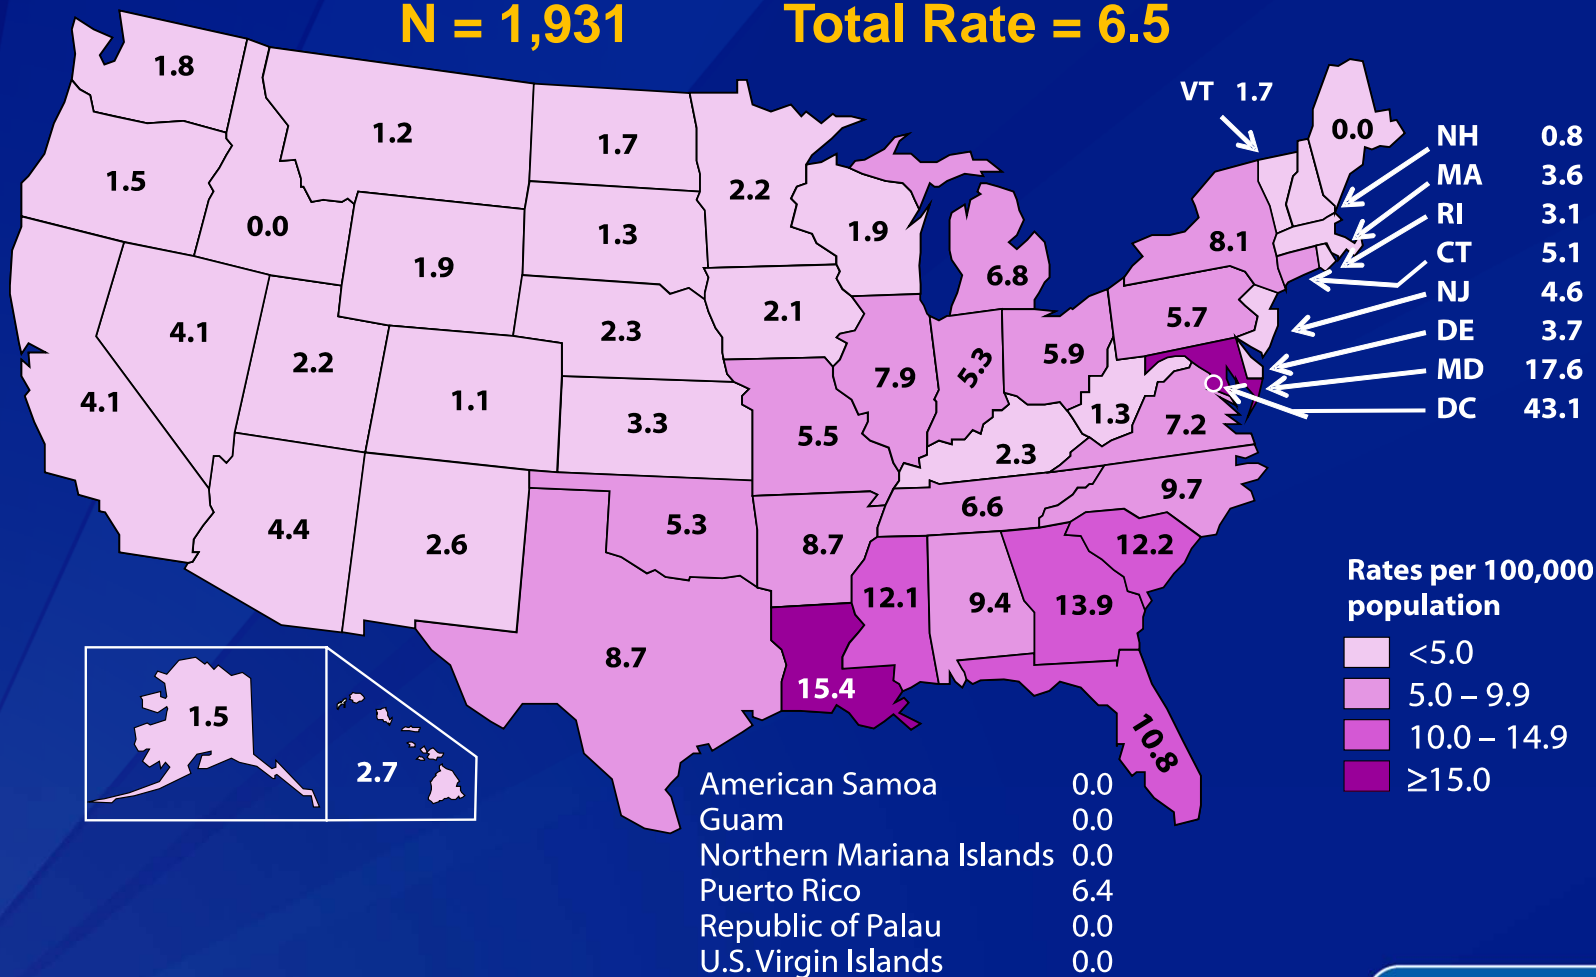 N = 1,931 Total Rate = 6.5
1.8
1.2
1.7
VT 1.7
0.0
NH 0.8
MA 3.6
RI 3.1
CT 5.1
NJ 4.6
DE 3.7
MD 17.6
DC 43.1
1.5
0.0
1.9
1.3
2.2
1.9
6.8
8.1
4.1
2.2
2.3
2.1
5.7
4.1
1.1
3.3
7.9
5.3
5.9
1.3
7.2
5.5
2.3
4.4
2.6
5.3
8.7
6.6
9.7
12.2
12.1
9.4
13.9
8.7
15.4
10.8
1.5
2.7
Rates per 100,000
population
<5.0
5.0 – 9.9
10.0 – 14.9
≥15.0
American Samoa 0.0
Guam 0.0
Northern Mariana Islands 0.0
Puerto Rico 6.4
Republic of Palau 0.0
U.S. Virgin Islands 0.0